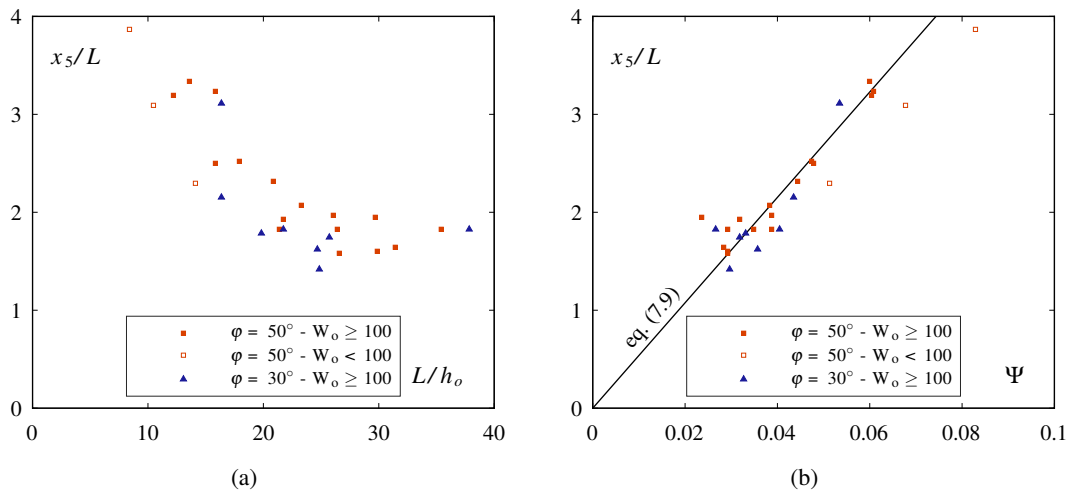 4
3
2
1
0
0
10
20
30
40
x₅/L
φ = 50° - Wₒ ≥ 100
φ = 50° - Wₒ < 100
φ = 30° - Wₒ ≥ 100
L/hₒ
(a)
4
3
2
1
0
0
0.02
0.04
0.06
0.08
0.1
x₅/L
eq. (7.9)
φ = 50° - Wₒ ≥ 100
φ = 50° - Wₒ < 100
φ = 30° - Wₒ ≥ 100
Ψ
(b)